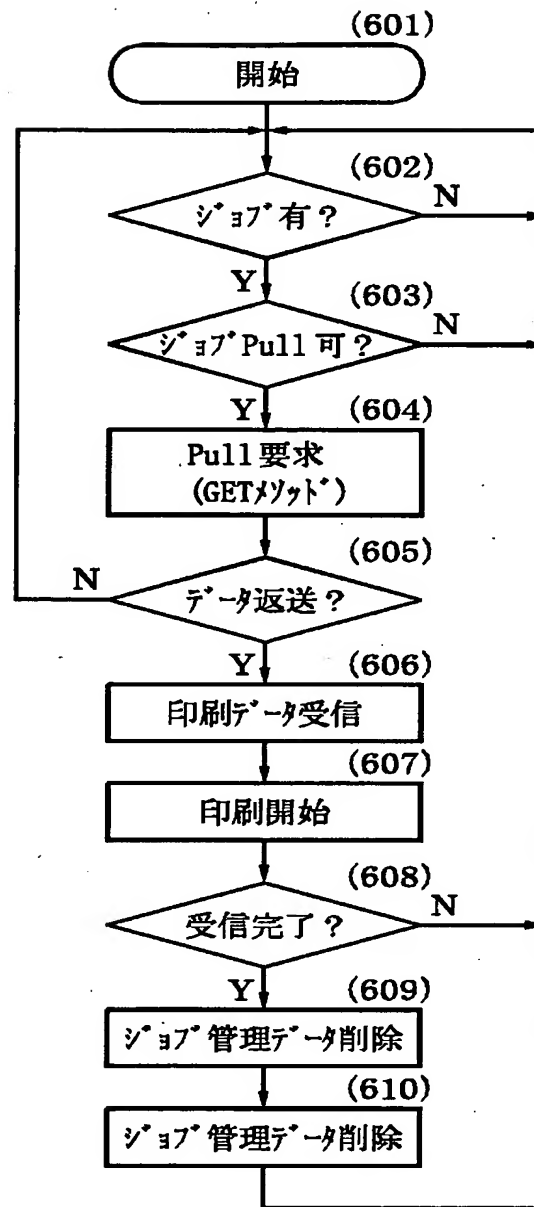 (601)
開始
(602)
ｼﾞｮﾌﾞ有？
N
Y
(603)
ｼﾞｮﾌﾞPull可？
N
Y
(604)
Pull要求
(GETﾒｿｯﾄﾞ)
(605)
N
ﾃﾞｰﾀ返送？
Y
(606)
印刷ﾃﾞｰﾀ受信
(607)
印刷開始
(608)
受信完了？
N
Y
(609)
ｼﾞｮﾌﾞ管理ﾃﾞｰﾀ削除
(610)
ｼﾞｮﾌﾞ管理ﾃﾞｰﾀ削除